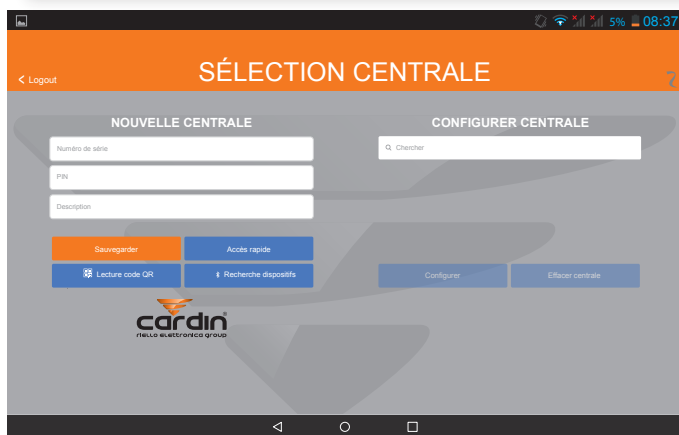 5% 08:37
< Logout
SÉLECTION CENTRALE
?
NOUVELLE CENTRALE
Numéro de série
PIN
Description
Sauvegarder
Accès rapide
Lecture code QR
Recherche dispositifs
cardin
riello elettronica group
CONFIGURER CENTRALE
Chercher
Configurer
Effacer centrale